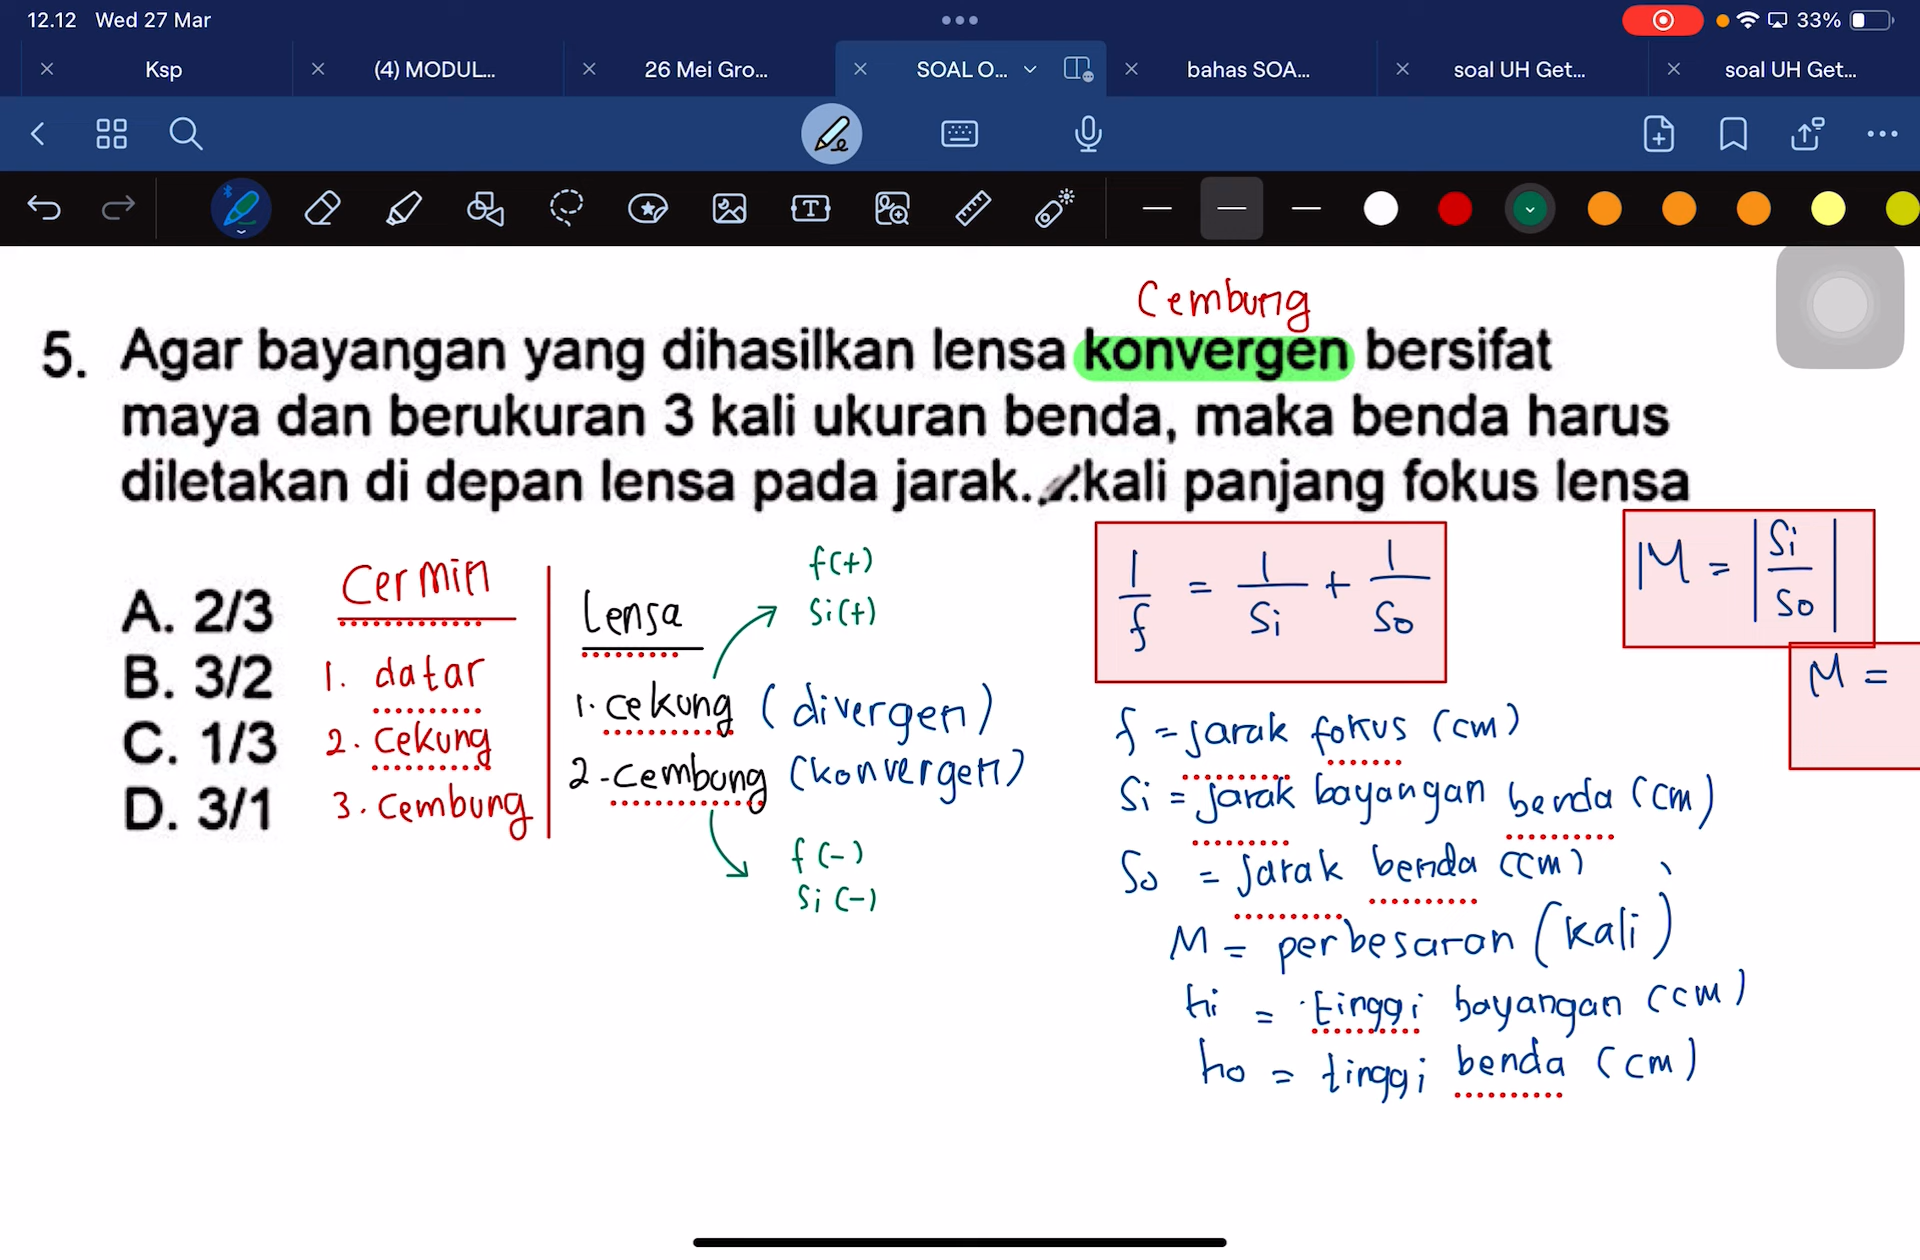 12.12 Wed 27 Mar
33%
Ksp
(4) MODUL...
26 Mei Gro...
SOAL O...
bahas SOA...
soal UH Get...
soal UH Get...
Cembung
5. Agar bayangan yang dihasilkan lensa konvergen bersifat
maya dan berukuran 3 kali ukuran benda, maka benda harus
diletakan di depan lensa pada jarak...kali panjang fokus lensa
A. 2/3
B. 3/2
C. 1/3
D. 3/1
Cermin
1. datar
2. Cekung
3. Cembung
Lensa
f(+)
Si(+)
1. cekung (divergen)
2. cembung (konvergen)
f(-)
Si(-)
1/f = 1/Si + 1/So
M = |Si/So|
M =
f = jarak fokus (cm)
Si = jarak bayangan benda (cm)
So = jarak benda (cm)
M = perbesaran (kali)
hi = tinggi bayangan (cm)
ho = tinggi benda (cm)